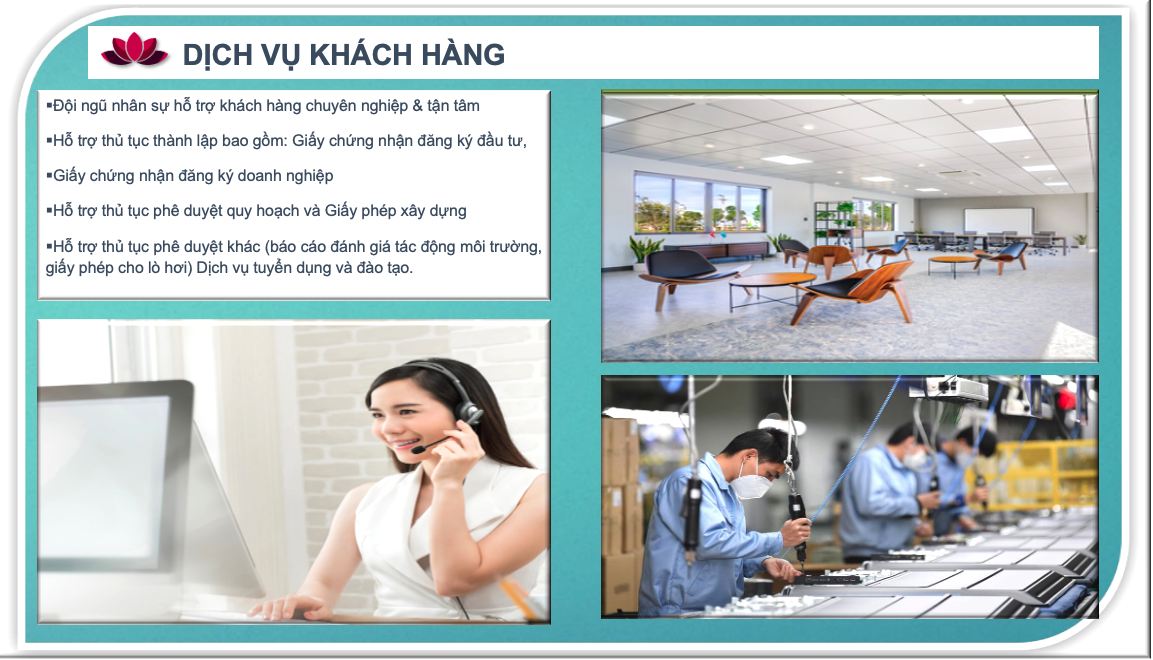 DỊCH VỤ KHÁCH HÀNG
▪Đội ngũ nhân sự hỗ trợ khách hàng chuyên nghiệp & tận tâm
▪Hỗ trợ thủ tục thành lập bao gồm: Giấy chứng nhận đăng ký đầu tư,
▪Giấy chứng nhận đăng ký doanh nghiệp
▪Hỗ trợ thủ tục phê duyệt quy hoạch và Giấy phép xây dựng
▪Hỗ trợ thủ tục phê duyệt khác (báo cáo đánh giá tác động môi trường,
giấy phép cho lò hơi) Dịch vụ tuyển dụng và đào tạo.